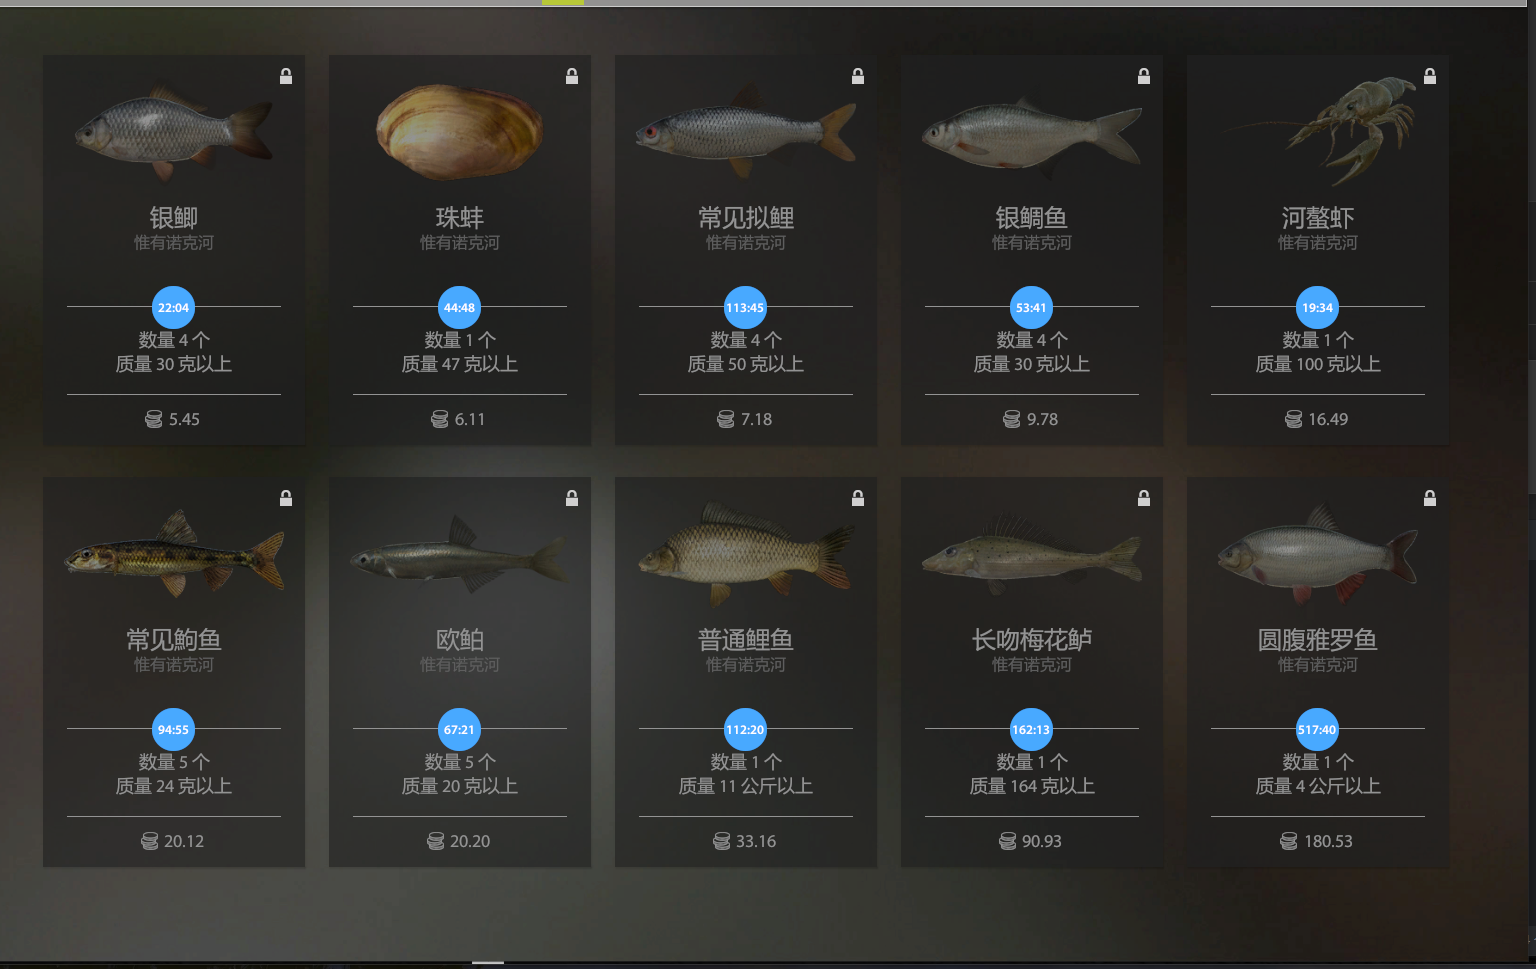 银鲫
惟有诺克河
22:04
数量 4 个
质量 30 克以上
5.45
珠蚌
惟有诺克河
44:48
数量 1 个
质量 47 克以上
6.11
常见拟鲤
惟有诺克河
113:45
数量 4 个
质量 50 克以上
7.18
银鲷鱼
惟有诺克河
53:41
数量 4 个
质量 30 克以上
9.78
河螯虾
惟有诺克河
19:34
数量 1 个
质量 100 克以上
16.49
常见鮈鱼
惟有诺克河
94:55
数量 5 个
质量 24 克以上
20.12
欧鲌
惟有诺克河
67:21
数量 5 个
质量 20 克以上
20.20
普通鲤鱼
惟有诺克河
112:20
数量 1 个
质量 11 公斤以上
33.16
长吻梅花鲈
惟有诺克河
162:13
数量 1 个
质量 164 克以上
90.93
圆腹雅罗鱼
惟有诺克河
517:40
数量 1 个
质量 4 公斤以上
180.53